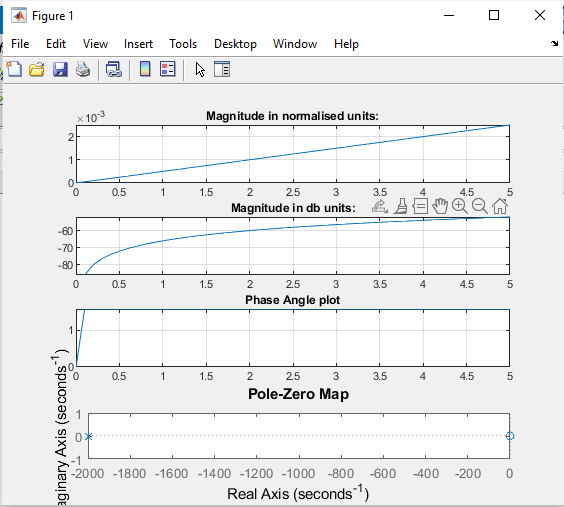 Figure 1
File Edit View Insert Tools Desktop Window Help
×10-3
Magnitude in normalised units:
2
1
0
0 0.5 1 1.5 2 2.5 3 3.5 4 4.5 5
Magnitude in db units:
-60
-70
-80
0 0.5 1 1.5 2 2.5 3 3.5 4 4.5 5
Phase Angle plot
1
0
0 0.5 1 1.5 2 2.5 3 3.5 4 4.5 5
Pole-Zero Map
aginary Axis (seconds-1)
1
0
-1
-2000 -1800 -1600 -1400 -1200 -1000 -800 -600 -400 -200 0
Real Axis (seconds-1)